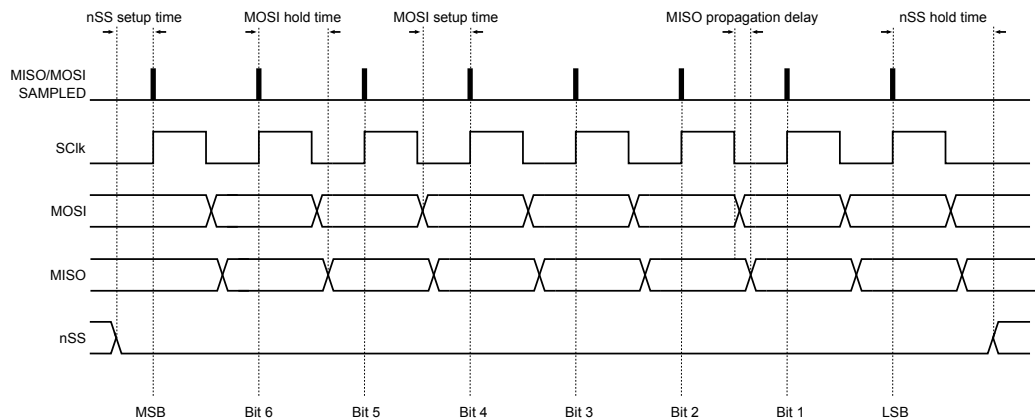 nSS setup time
MOSI hold time
MOSI setup time
MISO propagation delay
nSS hold time
MISO/MOSI
SAMPLED
SClk
MOSI
MISO
nSS
MSB
Bit 6
Bit 5
Bit 4
Bit 3
Bit 2
Bit 1
LSB